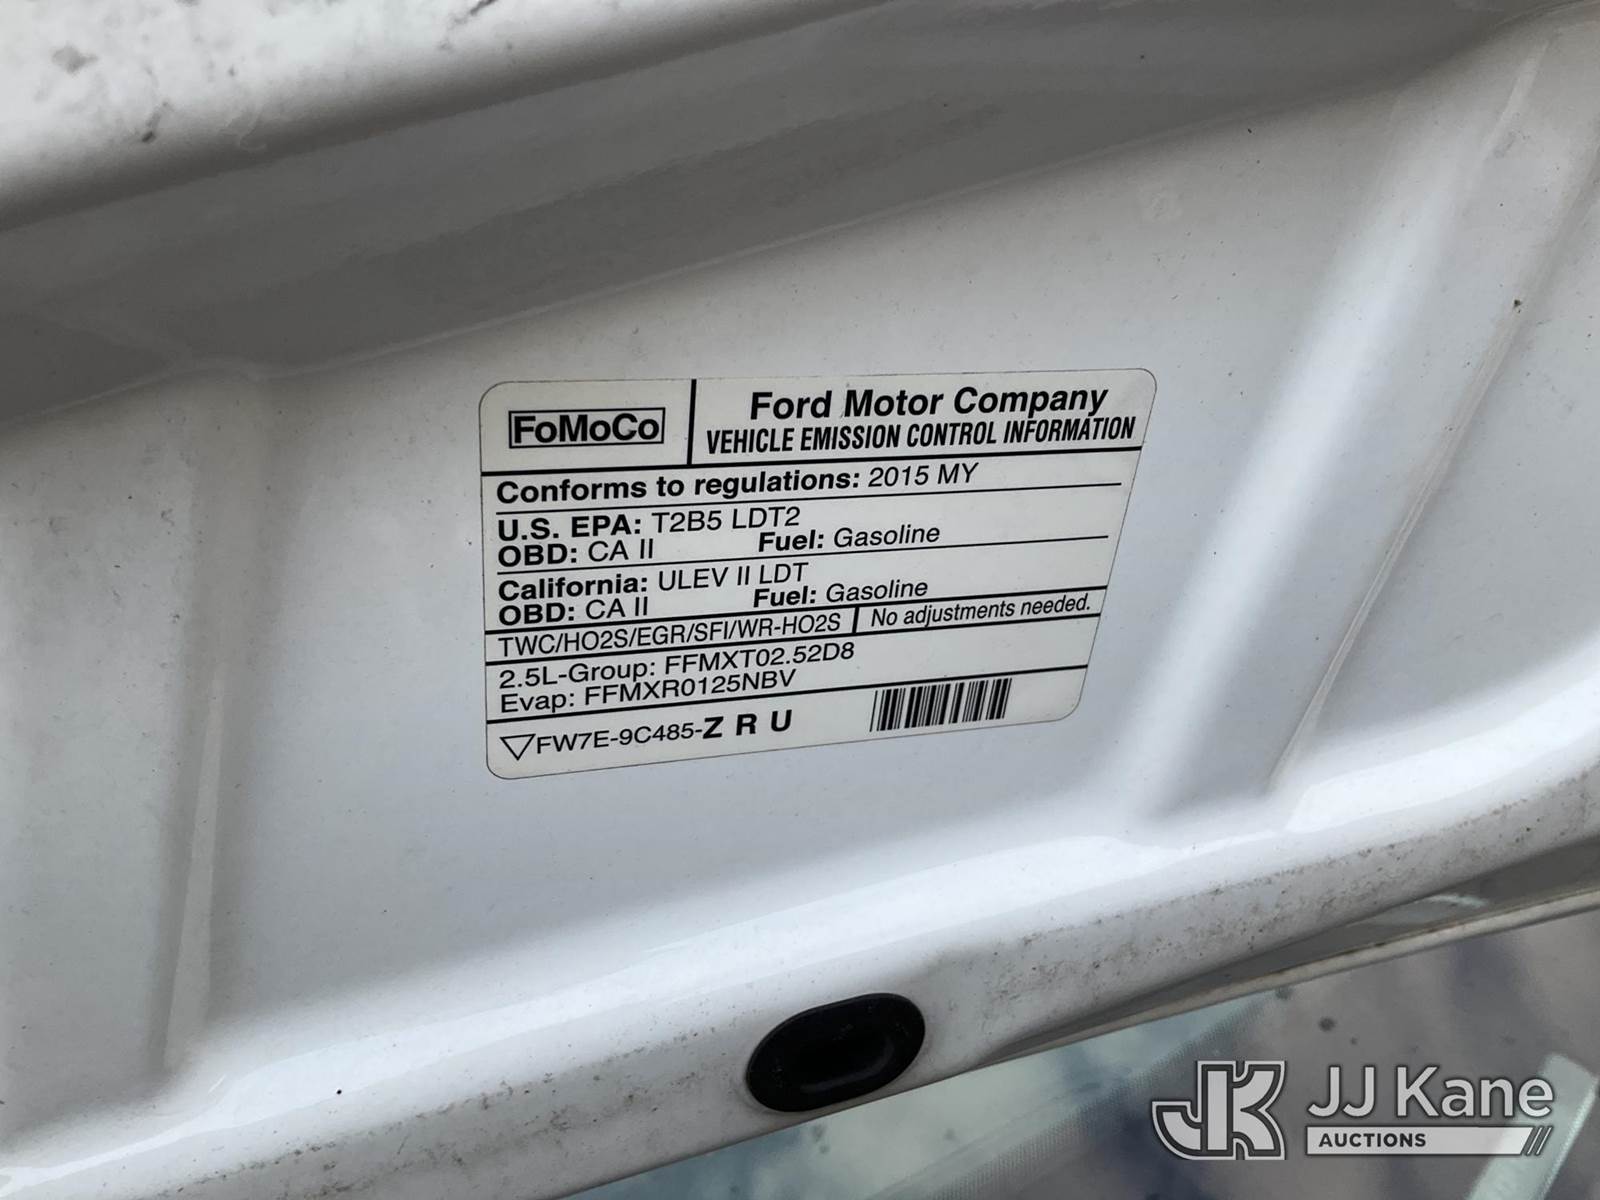 FoMoCo
Ford Motor Company
VEHICLE EMISSION CONTROL INFORMATION
Conforms to regulations: 2015 MY
U.S. EPA: T2B5 LDT2
OBD: CA II Fuel: Gasoline
California: ULEV II LDT
OBD: CA II Fuel: Gasoline
TWC/HO2S/EGR/SFI/WR-HO2S No adjustments needed.
2.5L-Group: FFMXT02.52D8
Evap: FFMXR0125NBV
FW7E-9C485-Z R U
JK JJ Kane
AUCTIONS